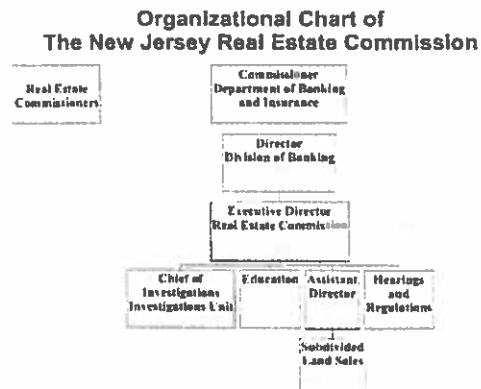 Organizational Chart of
The New Jersey Real Estate Commission
Real Estate
Commissioners
Commissioner
Department of Banking
and Insurance
Director
Division of Banking
Executive Director
Real Estate Commission
Chief of
Investigations
Investigations Unit
Education
Assistant
Director
Hearings
and
Regulations
Subdivided
Land Sales